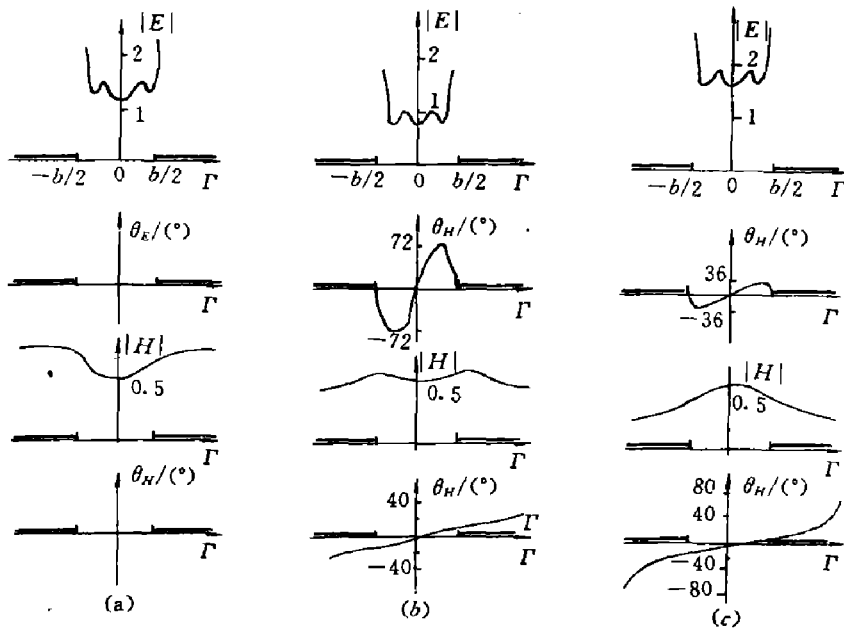 |E|
2
1
-b/2 0 b/2 Γ
θ_E/(°)
|H|
0.5
Γ
θ_H/(°)
(a)
|E|
2
1
-b/2 0 b/2 Γ
θ_H/(°)
72
-72
|H|
0.5
Γ
θ_H/(°)
40
Γ
-40
(b)
|E|
2
1
-b/2 0 b/2 Γ
θ_H/(°)
36
-36
|H|
0.5
Γ
θ_H/(°)
80
40
-40
Γ
-80
(c)